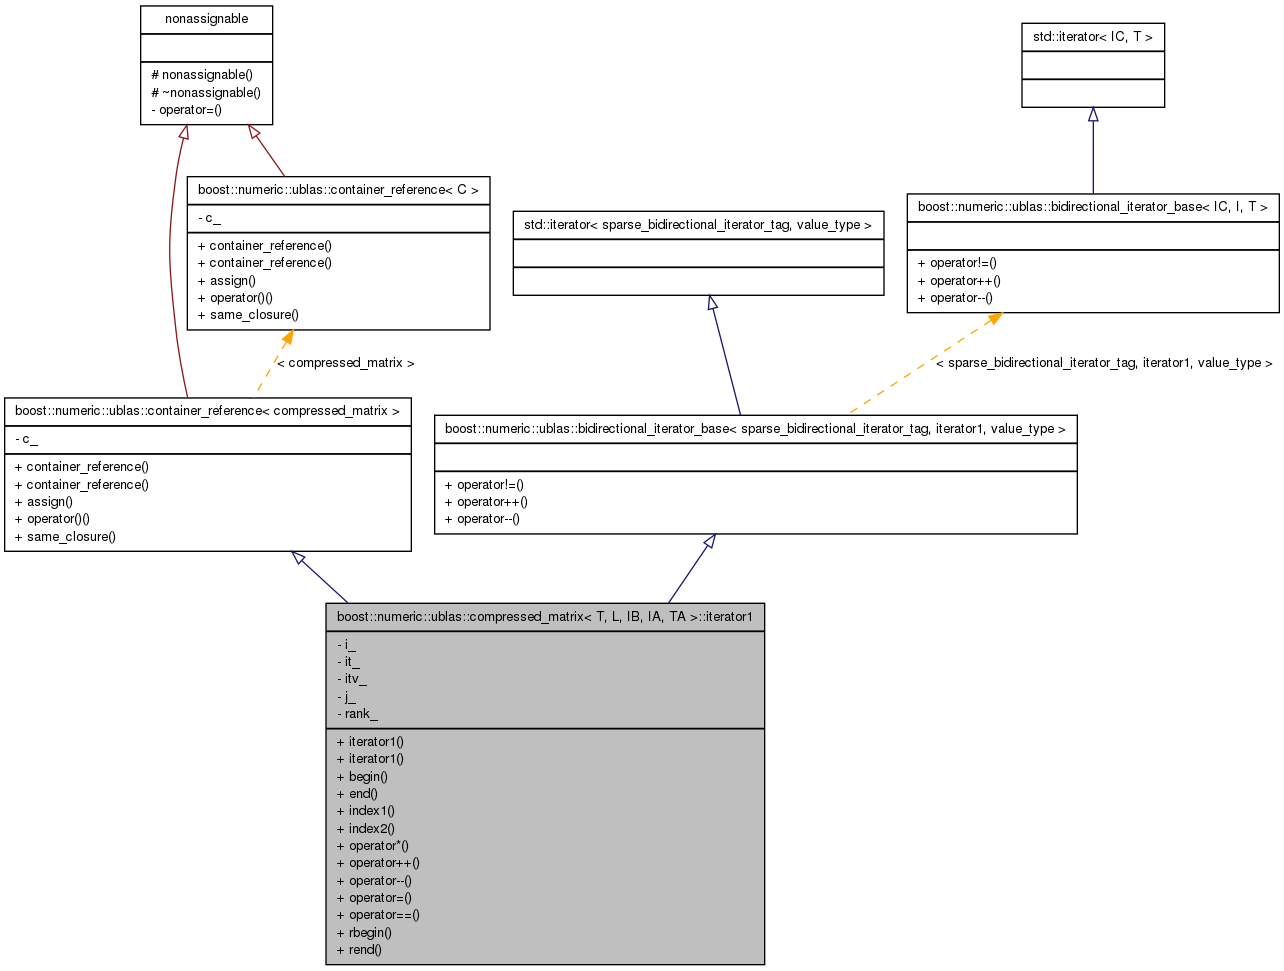 nonassignable
# nonassignable()
# ~nonassignable()
- operator=()
std::iterator< IC, T >
boost::numeric::ublas::container_reference< C >
- c_
+ container_reference()
+ container_reference()
+ assign()
+ operator()()
+ same_closure()
std::iterator< sparse_bidirectional_iterator_tag, value_type >
boost::numeric::ublas::bidirectional_iterator_base< IC, I, T >
+ operator!=()
+ operator++()
+ operator--()
< compressed_matrix >
< sparse_bidirectional_iterator_tag, iterator1, value_type >
boost::numeric::ublas::container_reference< compressed_matrix >
- c_
+ container_reference()
+ container_reference()
+ assign()
+ operator()()
+ same_closure()
boost::numeric::ublas::bidirectional_iterator_base< sparse_bidirectional_iterator_tag, iterator1, value_type >
+ operator!=()
+ operator++()
+ operator--()
boost::numeric::ublas::compressed_matrix< T, L, IB, IA, TA >::iterator1
- i_
- it_
- itv_
- j_
- rank_
+ iterator1()
+ iterator1()
+ begin()
+ end()
+ index1()
+ index2()
+ operator*()
+ operator++()
+ operator--()
+ operator=()
+ operator==()
+ rbegin()
+ rend()